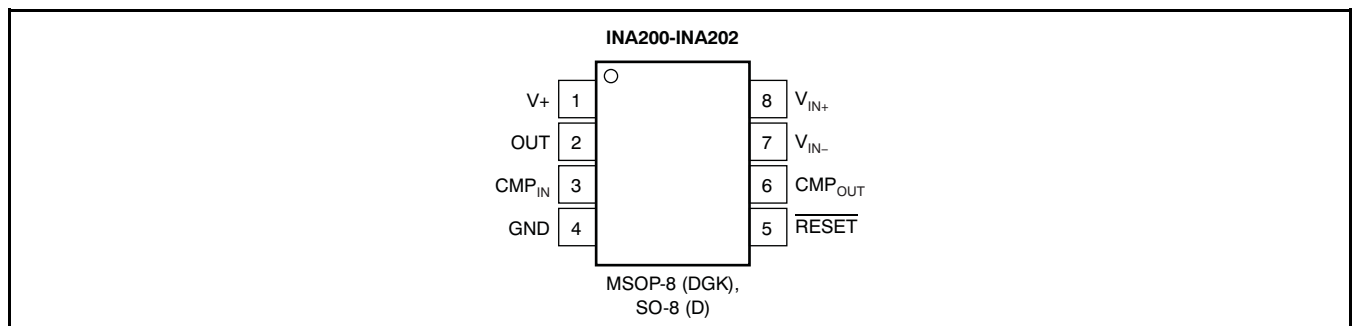 INA200-INA202
V+ 1 8 VIN+
OUT 2 7 VIN–
CMPIN 3 6 CMPOUT
GND 4 5 RESET
MSOP-8 (DGK),
SO-8 (D)